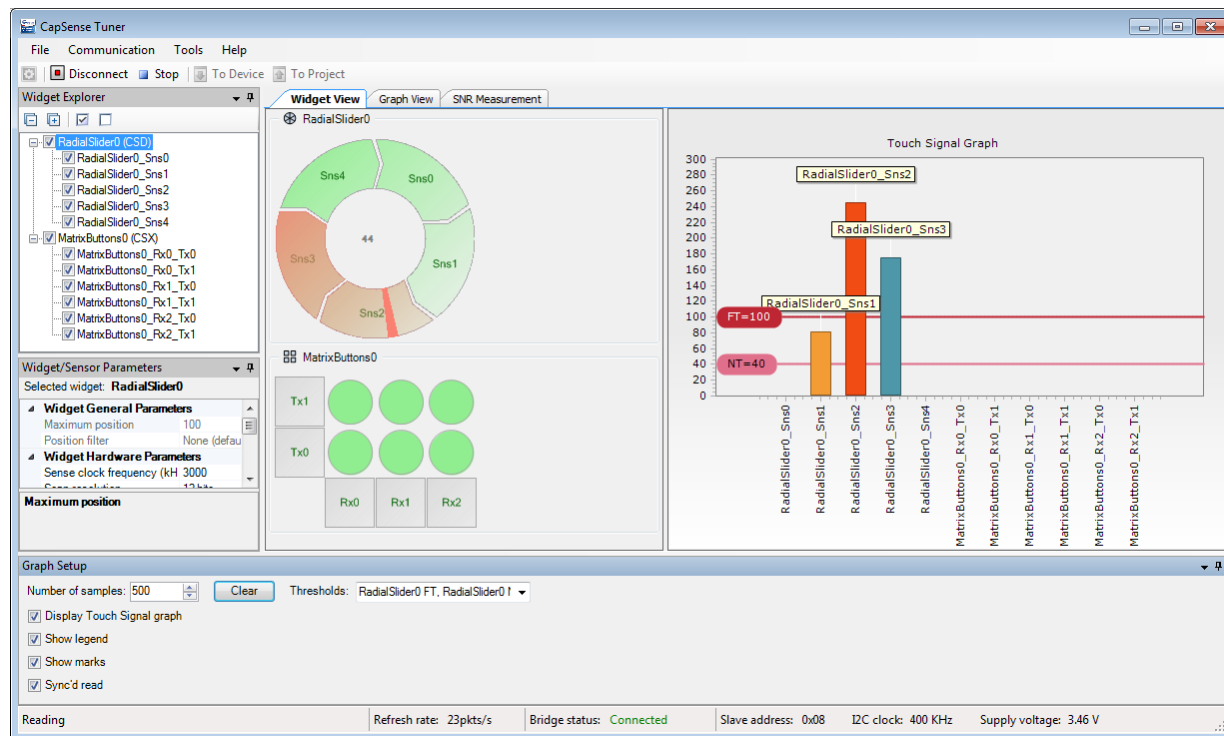 CapSense Tuner
File Communication Tools Help
Disconnect Stop To Device To Project
Widget Explorer
RadialSlider0 (CSD)
RadialSlider0_Sns0
RadialSlider0_Sns1
RadialSlider0_Sns2
RadialSlider0_Sns3
RadialSlider0_Sns4
MatrixButtons0 (CSX)
MatrixButtons0_Rx0_Tx0
MatrixButtons0_Rx0_Tx1
MatrixButtons0_Rx1_Tx0
MatrixButtons0_Rx1_Tx1
MatrixButtons0_Rx2_Tx0
MatrixButtons0_Rx2_Tx1
Widget/Sensor Parameters
Selected widget: RadialSlider0
Widget General Parameters
Maximum position 100
Position filter None (defau
Widget Hardware Parameters
Sense clock frequency (kH 3000
Maximum position
Widget View Graph View SNR Measurement
RadialSlider0
Sns4
Sns0
44
Sns3
Sns1
Sns2
MatrixButtons0
Tx1
Tx0
Rx0 Rx1 Rx2
Touch Signal Graph
300
280
260
240
220
200
180
160
140
120
100
80
60
40
20
0
RadialSlider0_Sns2
RadialSlider0_Sns3
RadialSlider0_Sns1
FT=100
NT=40
RadialSlider0_Sns0
RadialSlider0_Sns1
RadialSlider0_Sns2
RadialSlider0_Sns3
RadialSlider0_Sns4
MatrixButtons0_Rx0_Tx0
MatrixButtons0_Rx0_Tx1
MatrixButtons0_Rx1_Tx0
MatrixButtons0_Rx1_Tx1
MatrixButtons0_Rx2_Tx0
MatrixButtons0_Rx2_Tx1
Graph Setup
Number of samples: 500 Clear Thresholds: RadialSlider0 FT, RadialSlider0
Display Touch Signal graph
Show legend
Show marks
Sync'd read
Reading Refresh rate: 23pkts/s Bridge status: Connected Slave address: 0x08 I2C clock: 400 KHz Supply voltage: 3.46 V